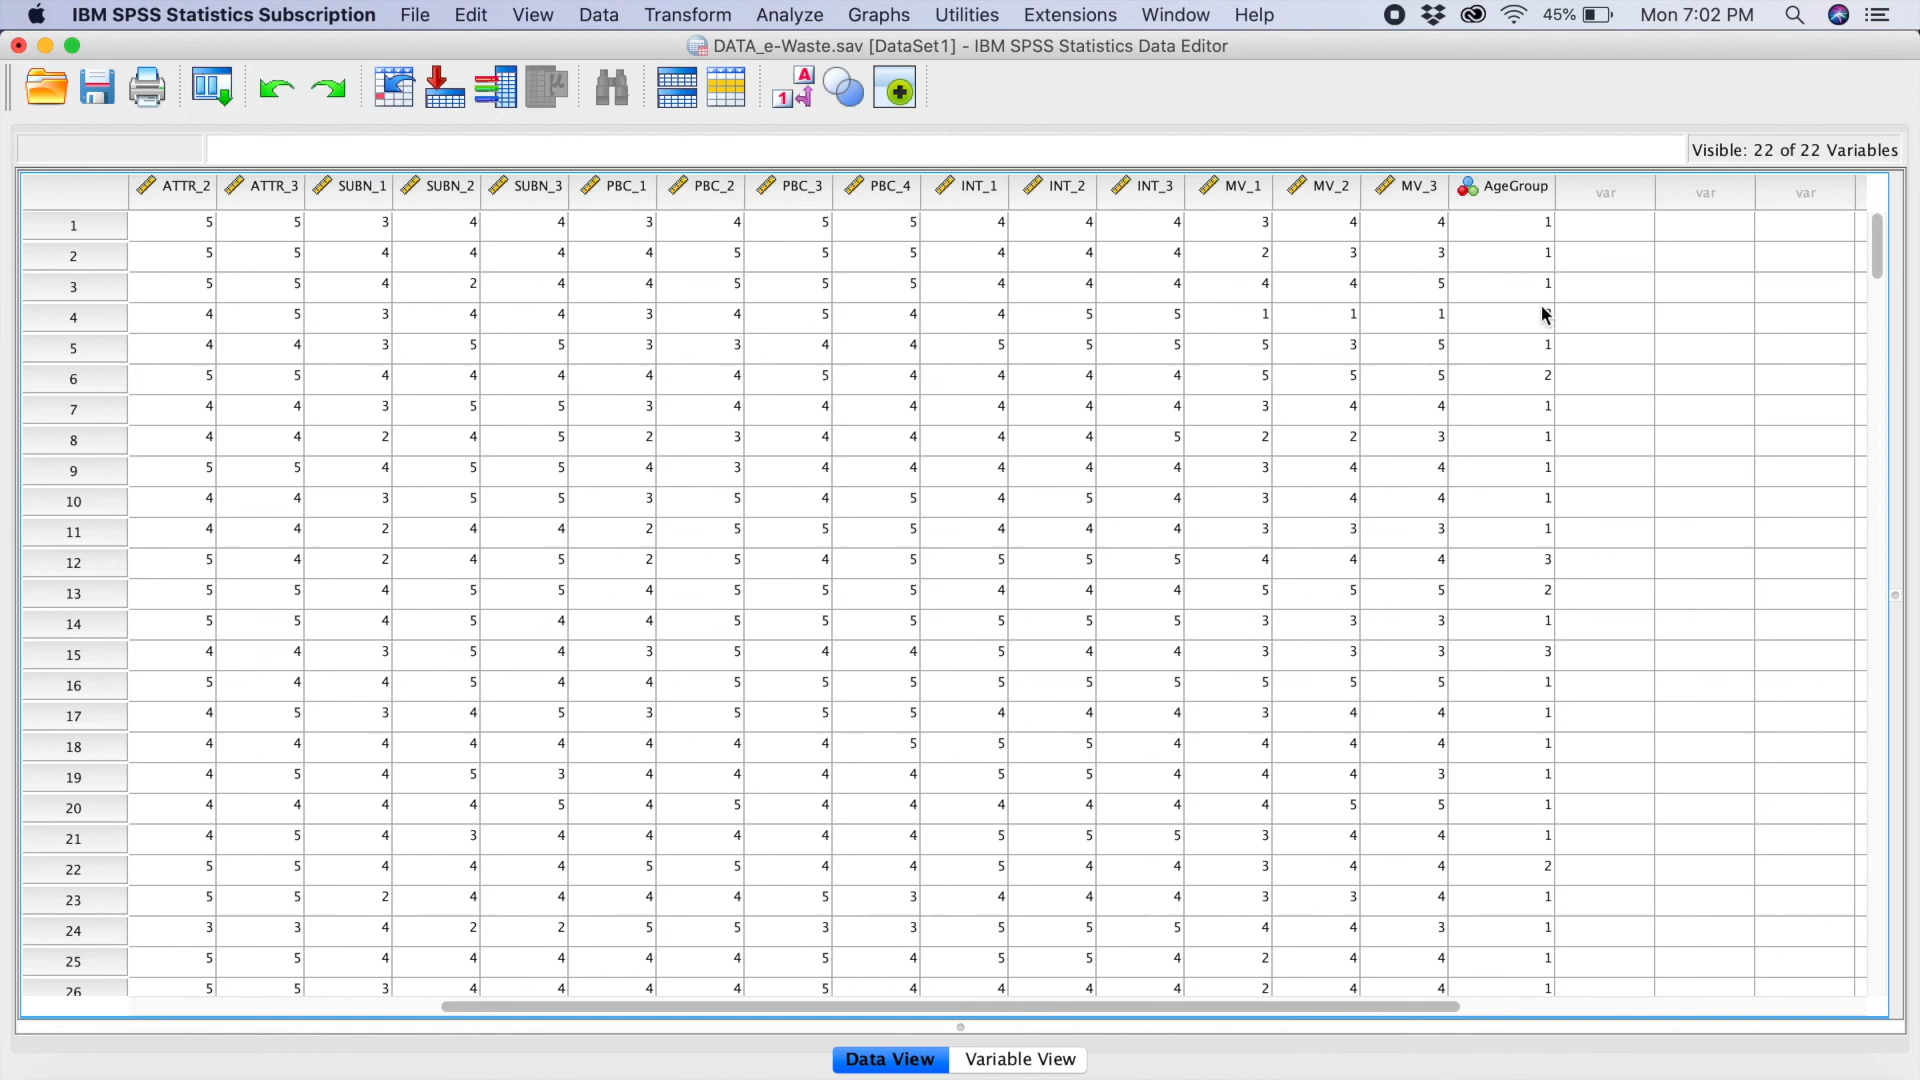 IBM SPSS Statistics Subscription File Edit View Data Transform Analyze Graphs Utilities Extensions Window Help 45% Mon 7:02 PM
DATA_e-Waste.sav [DataSet1] - IBM SPSS Statistics Data Editor
Visible: 22 of 22 Variables
ATTR_2 ATTR_3 SUBN_1 SUBN_2 SUBN_3 PBC_1 PBC_2 PBC_3 PBC_4 INT_1 INT_2 INT_3 MV_1 MV_2 MV_3 AgeGroup var var var
1 5 5 3 4 4 3 4 5 5 4 4 4 3 4 4 1
2 5 5 4 4 4 4 5 5 5 4 4 4 2 3 3 1
3 5 5 4 2 4 4 5 5 5 4 4 4 4 4 5 1
4 4 5 3 4 4 3 4 5 4 4 5 5 1 1 1
5 4 4 3 5 5 3 3 4 4 5 5 5 5 3 5 1
6 5 5 4 4 4 4 4 5 4 4 4 4 5 5 5 2
7 4 4 3 5 5 3 4 4 4 4 4 4 3 4 4 1
8 4 4 2 4 5 2 3 4 4 4 4 5 2 2 3 1
9 5 5 4 5 5 4 3 4 4 4 4 4 3 4 4 1
10 4 4 3 5 5 3 5 4 5 4 5 4 3 4 4 1
11 4 4 2 4 4 2 5 5 5 4 4 4 3 3 3 1
12 5 4 2 4 5 2 5 4 5 5 5 5 4 4 4 3
13 5 5 4 5 5 4 5 5 5 4 4 4 5 5 5 2
14 5 5 4 5 4 4 5 5 5 5 5 5 3 3 3 1
15 4 4 3 5 4 3 5 4 4 5 4 4 3 3 3 3
16 5 4 4 5 4 4 5 5 5 5 5 5 5 5 5 1
17 4 5 3 4 5 3 5 5 5 4 4 4 3 4 4 1
18 4 4 4 4 4 4 4 4 5 5 5 4 4 4 4 1
19 4 5 4 5 3 4 4 4 4 5 5 4 4 4 3 1
20 4 4 4 4 5 4 5 4 4 4 4 4 4 5 5 1
21 4 5 4 3 4 4 4 4 4 5 5 5 3 4 4 1
22 5 5 4 4 4 5 5 4 4 5 4 4 3 4 4 2
23 5 5 2 4 4 4 4 5 3 4 4 4 3 3 4 1
24 3 3 4 2 2 5 5 3 3 5 5 5 4 4 3 1
25 5 5 4 4 4 4 4 5 4 5 5 4 2 4 4 1
26 5 5 3 4 4 4 4 5 4 4 4 4 2 4 4 1
Data View Variable View